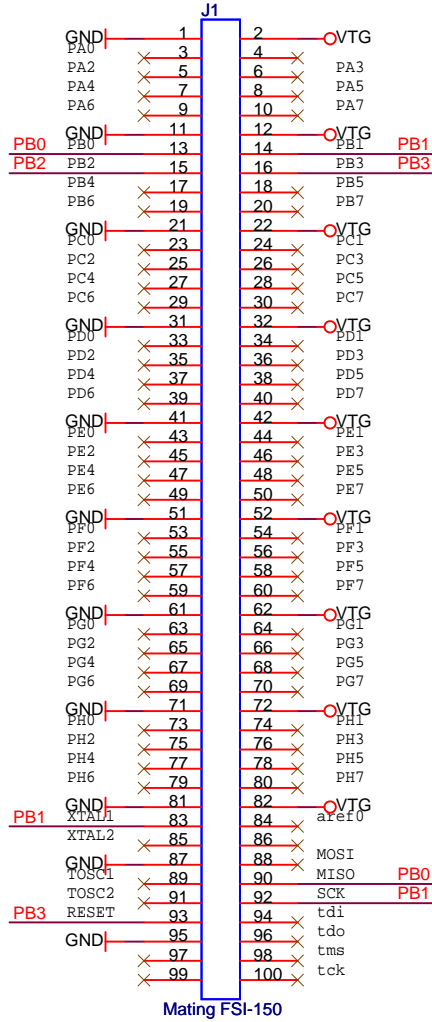 J1
GND 1 2 VTG
PA0 3 4
PA2 5 6 PA3
PA4 7 8 PA5
PA6 9 10 PA7
GND 11 12 VTG
PB0 PB0 13 14 PB1 PB1
PB2 PB2 15 16 PB3 PB3
PB4 17 18 PB5
PB6 19 20 PB7
GND 21 22 VTG
PC0 23 24 PC1
PC2 25 26 PC3
PC4 27 28 PC5
PC6 29 30 PC7
GND 31 32 VTG
PD0 33 34 PD1
PD2 35 36 PD3
PD4 37 38 PD5
PD6 39 40 PD7
GND 41 42 VTG
PE0 43 44 PE1
PE2 45 46 PE3
PE4 47 48 PE5
PE6 49 50 PE7
GND 51 52 VTG
PF0 53 54 PF1
PF2 55 56 PF3
PF4 57 58 PF5
PF6 59 60 PF7
GND 61 62 VTG
PG0 63 64 PG1
PG2 65 66 PG3
PG4 67 68 PG5
PG6 69 70 PG7
GND 71 72 VTG
PH0 73 74 PH1
PH2 75 76 PH3
PH4 77 78 PH5
PH6 79 80 PH7
GND 81 82 VTG
PB1 XTAL1 83 84 aref0
XTAL2 85 86
GND 87 88 MOSI
TOSC1 89 90 MISO PB0
TOSC2 91 92 SCK PB1
PB3 RESET 93 94 tdi
GND 95 96 tdo
97 98 tms
99 100 tck
Mating FSI-150